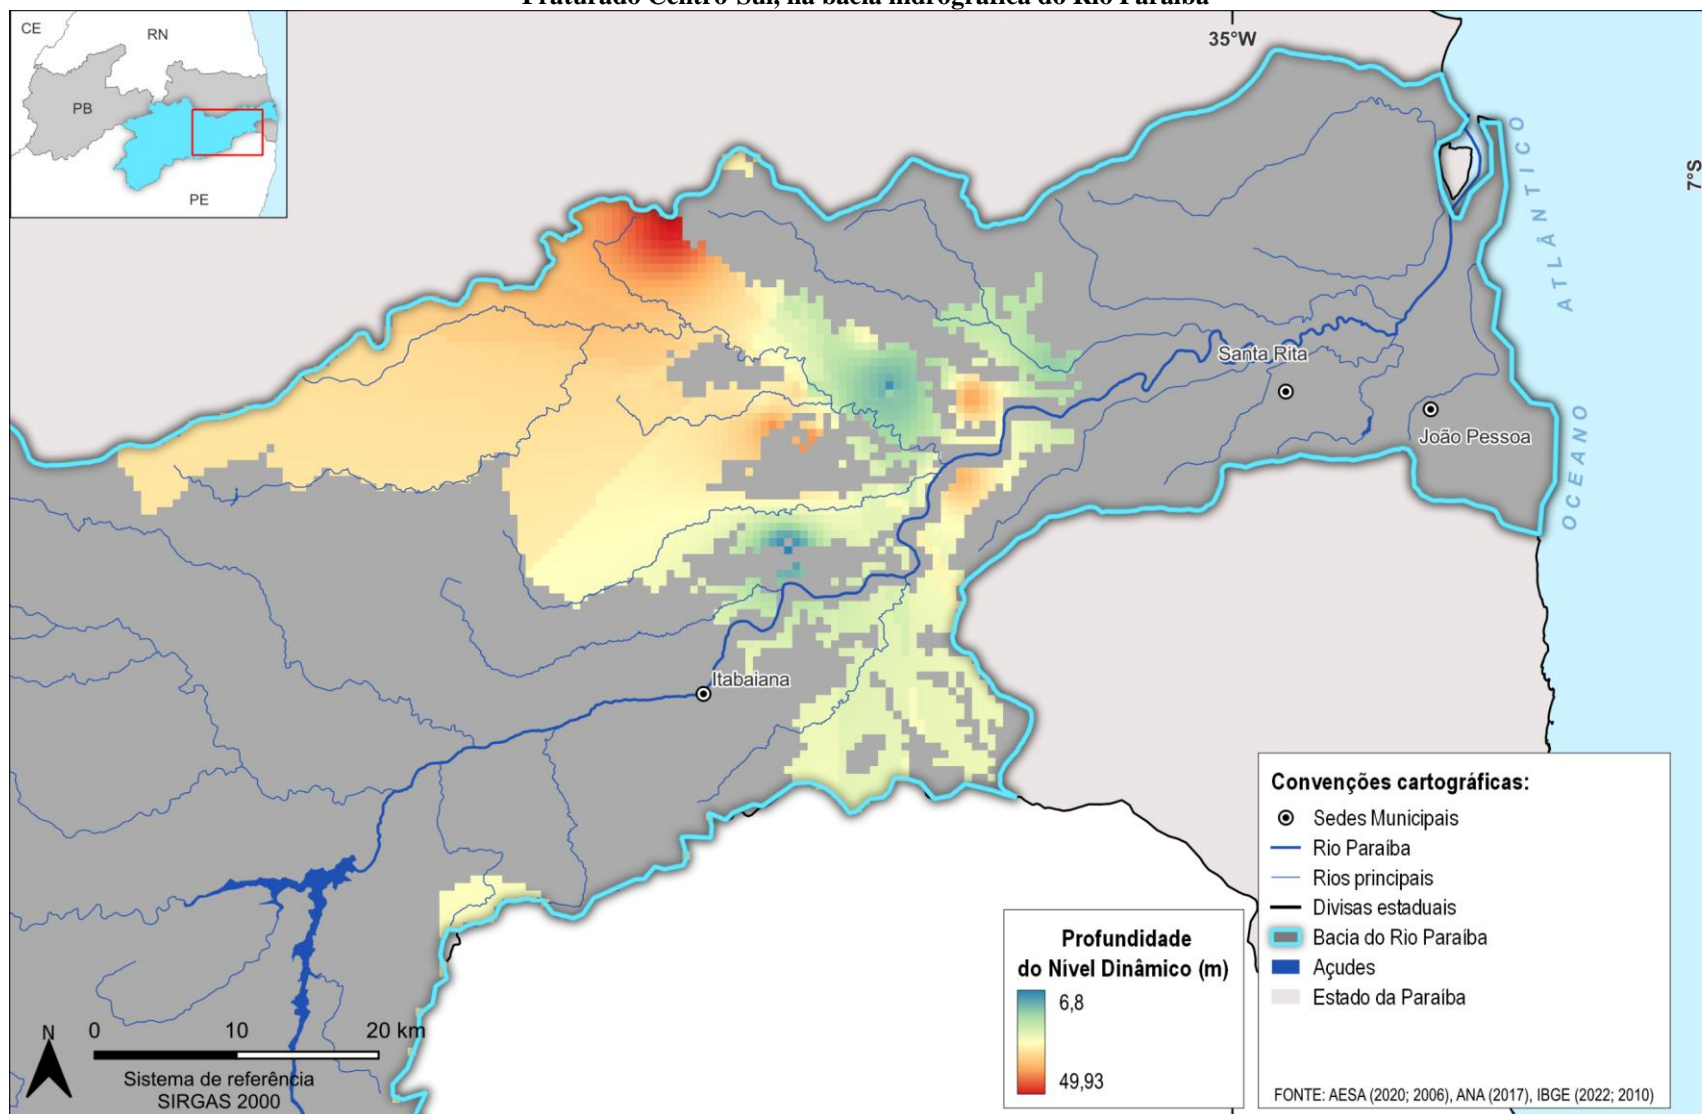 Fraturado Centro-Sul, na bacia hidrográfica do Rio Paraíba
CE
RN
PB
PE
35°W
7°S
OCEANO ATLÂNTICO
Santa Rita
João Pessoa
Itabaiana
Convenções cartográficas:
Sedes Municipais
Rio Paraíba
Rios principais
Divisas estaduais
Bacia do Rio Paraíba
Açudes
Estado da Paraíba
FONTE: AESA (2020; 2006), ANA (2017), IBGE (2022; 2010)
Profundidade
do Nível Dinâmico (m)
6,8
49,93
N
0 10 20 km
Sistema de referência
SIRGAS 2000